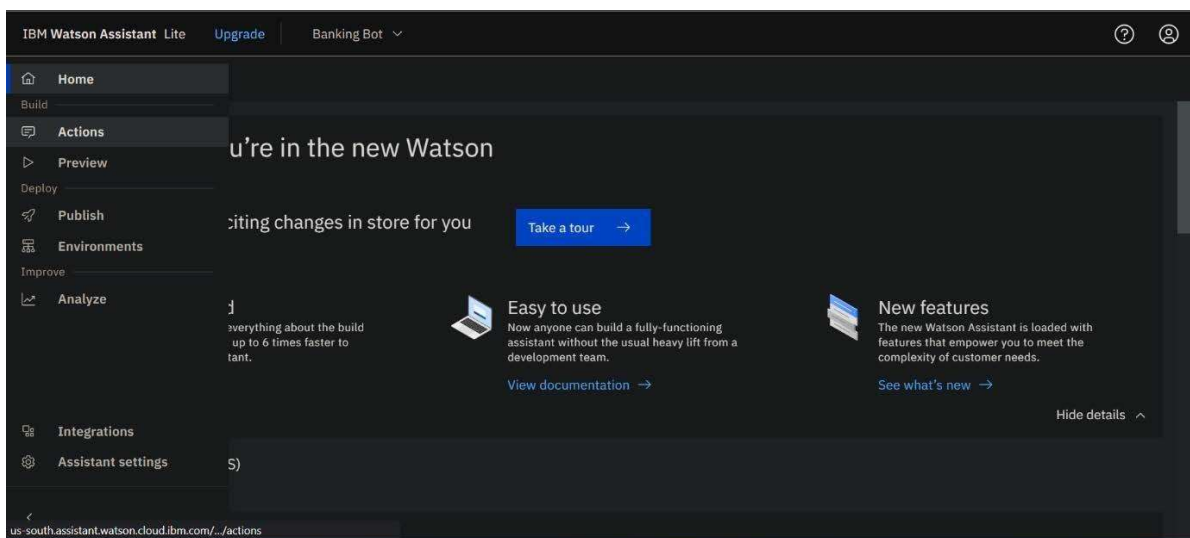 IBM Watson Assistant Lite Upgrade Banking Bot
Home
Build
Actions
Preview
Deploy
Publish
Environments
Improve
Analyze
Integrations
Assistant settings
u're in the new Watson
citing changes in store for you
Take a tour
d
everything about the build
up to 6 times faster to
tant.
Easy to use
Now anyone can build a fully-functioning
assistant without the usual heavy lift from a
development team.
View documentation
New features
The new Watson Assistant is loaded with
features that empower you to meet the
complexity of customer needs.
See what's new
Hide details
S)
us-south.assistant.watson.cloud.ibm.com/.../actions